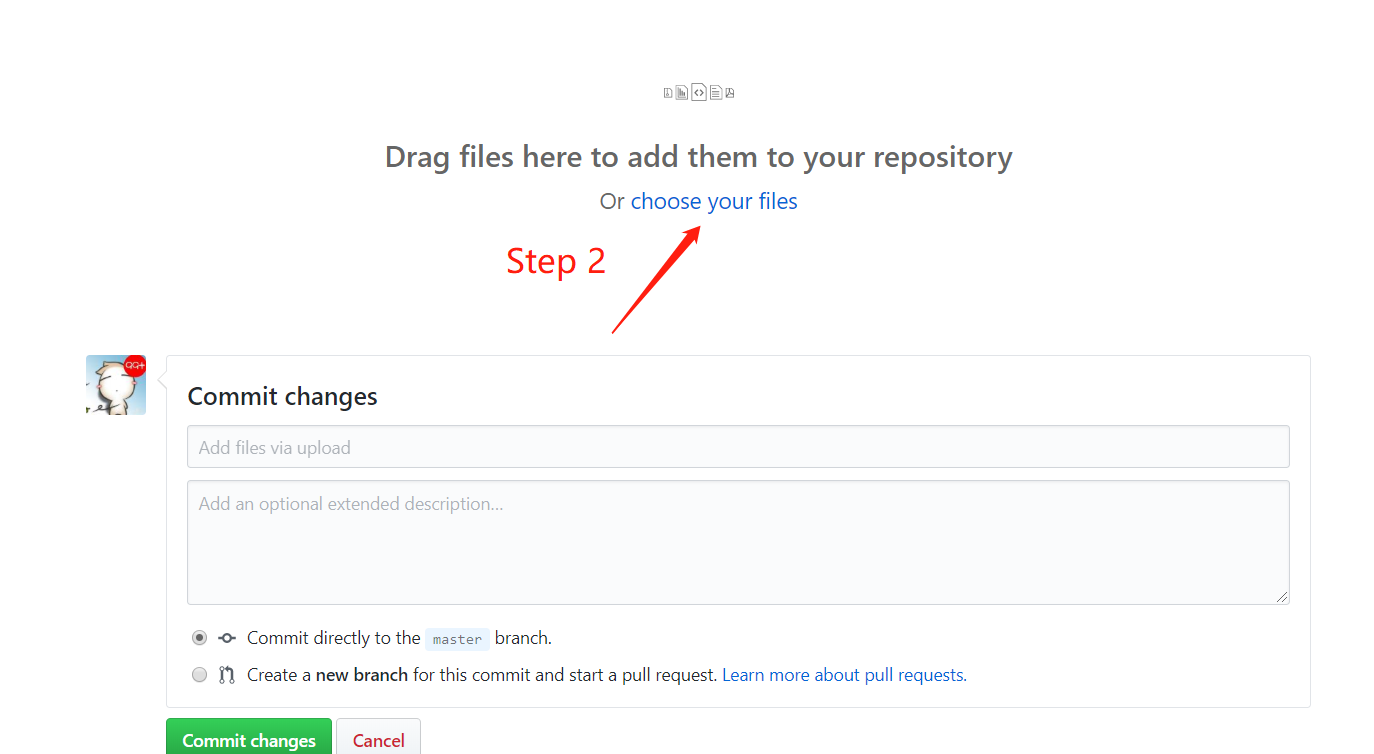 Drag files here to add them to your repository
Or choose your files
Step 2
QQ+
Commit changes
Add files via upload
Add an optional extended description...
Commit directly to the master branch.
Create a new branch for this commit and start a pull request. Learn more about pull requests.
Commit changes Cancel